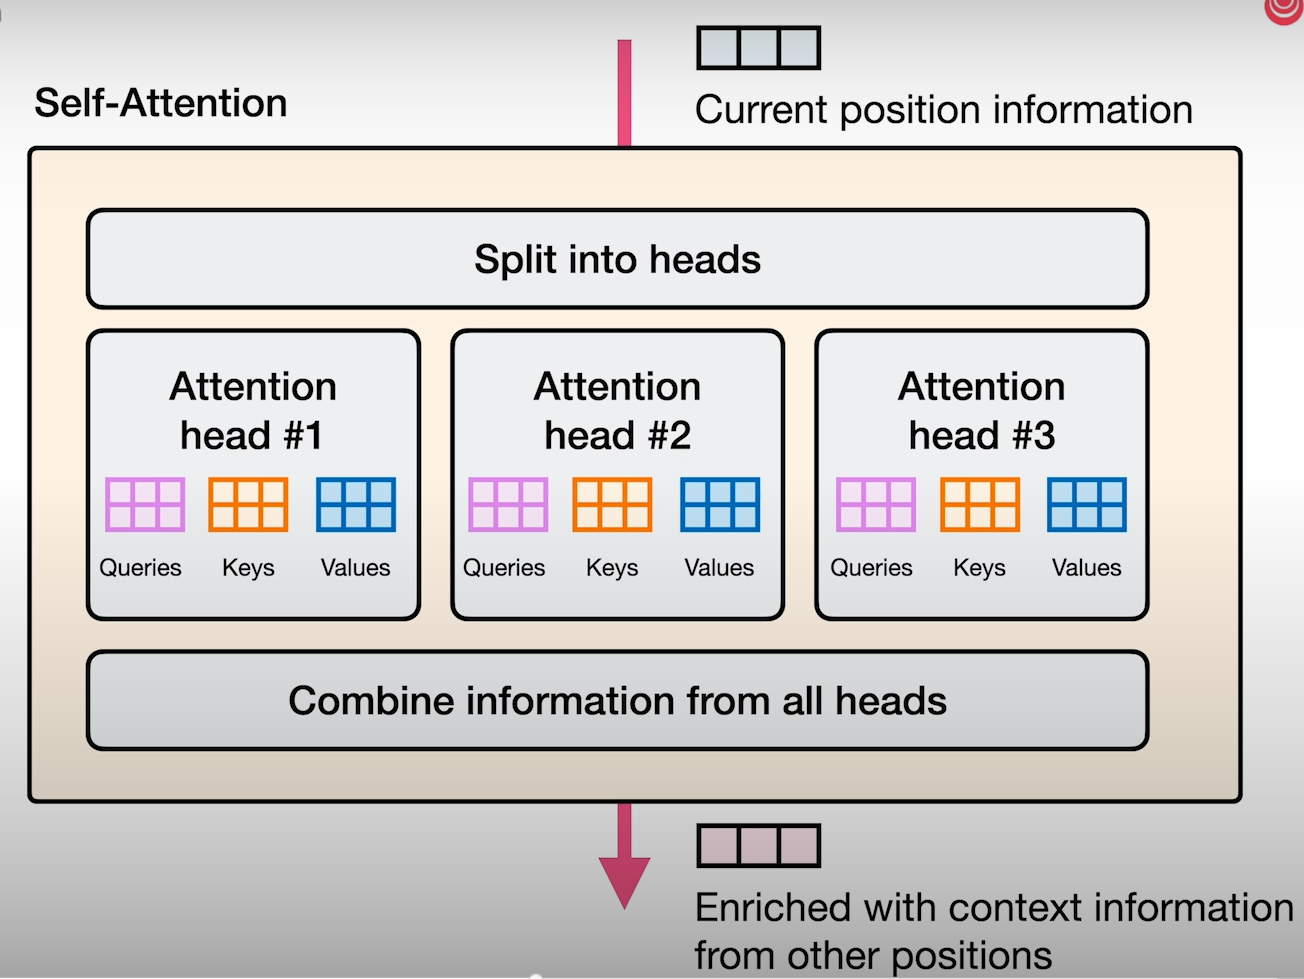 Self-Attention
Current position information
Split into heads
Attention
head #1
Queries Keys Values
Attention
head #2
Queries Keys Values
Attention
head #3
Queries Keys Values
Combine information from all heads
Enriched with context information
from other positions